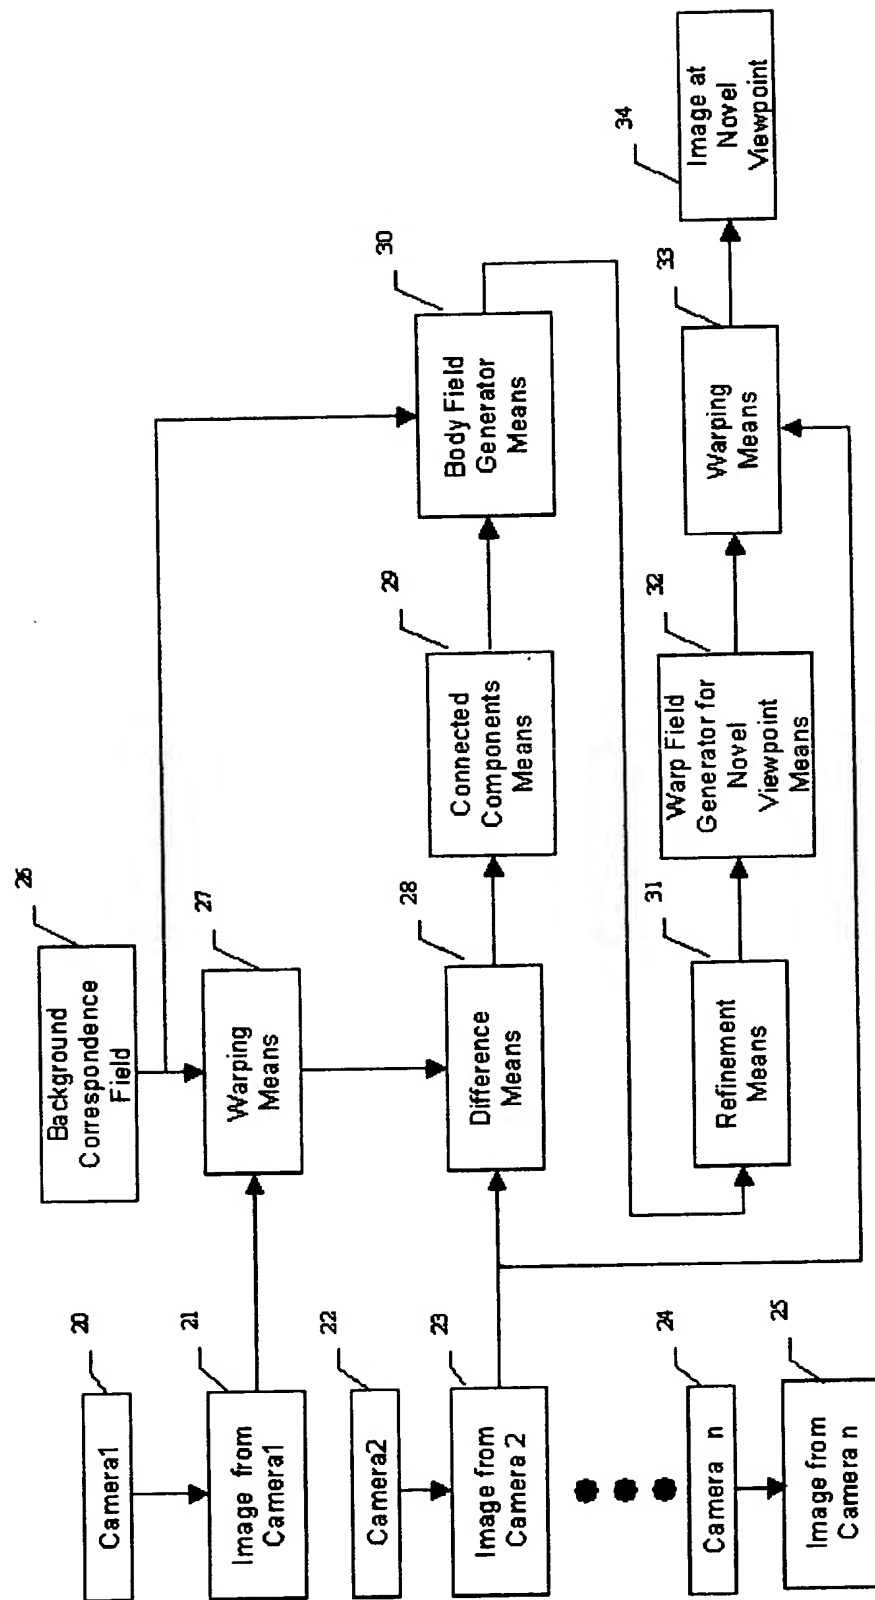 20
Camera1
21
Image from
Camera1
22
Camera2
23
Image from
Camera 2
24
Camera n
25
Image from
Camera n
26
Background
Correspondence
Field
27
Warping
Means
28
Difference
Means
29
Connected
Components
Means
30
Body Field
Generator
Means
31
Refinement
Means
32
Warp Field
Generator for
Novel
Viewpoint
Means
33
Warping
Means
34
Image at
Novel
Viewpoint